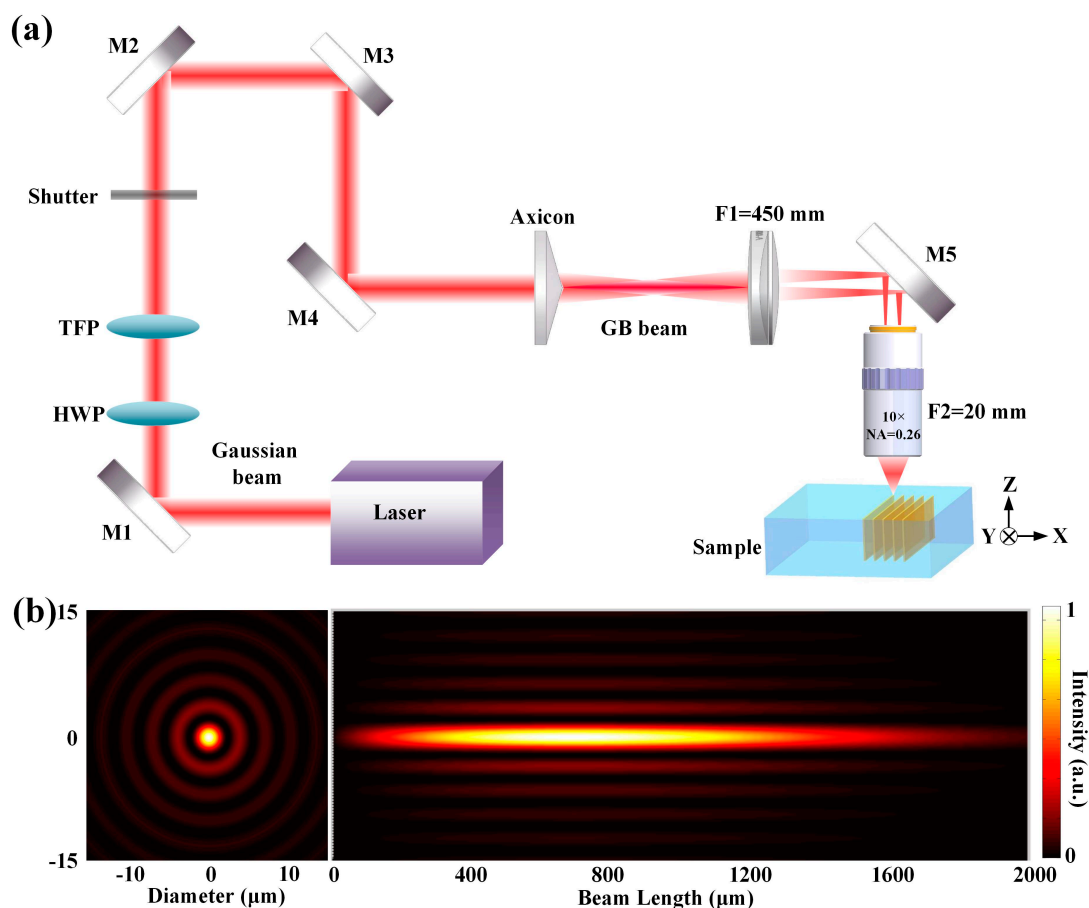 (a)
M2
M3
Shutter
Axicon
F1=450 mm
M5
M4
GB beam
TFP
HWP
F2=20 mm
10×
NA=0.26
Gaussian
beam
M1
Laser
Sample
Z
Y
X
(b)
15
0
-15
-10
0
10
Diameter (μm)
0
400
800
1200
1600
2000
Beam Length (μm)
1
0
Intensity (a.u.)